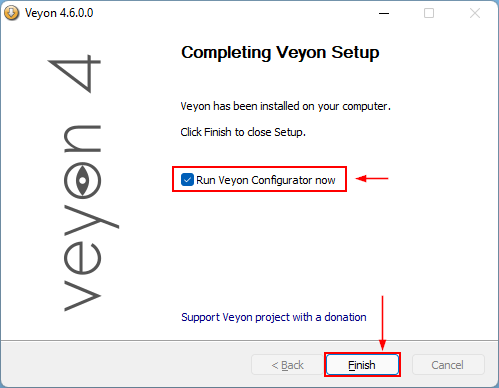 Veyon 4.6.0.0
veyon 4
Completing Veyon Setup
Veyon has been installed on your computer.
Click Finish to close Setup.
Run Veyon Configurator now
Support Veyon project with a donation
< Back
Finish
Cancel